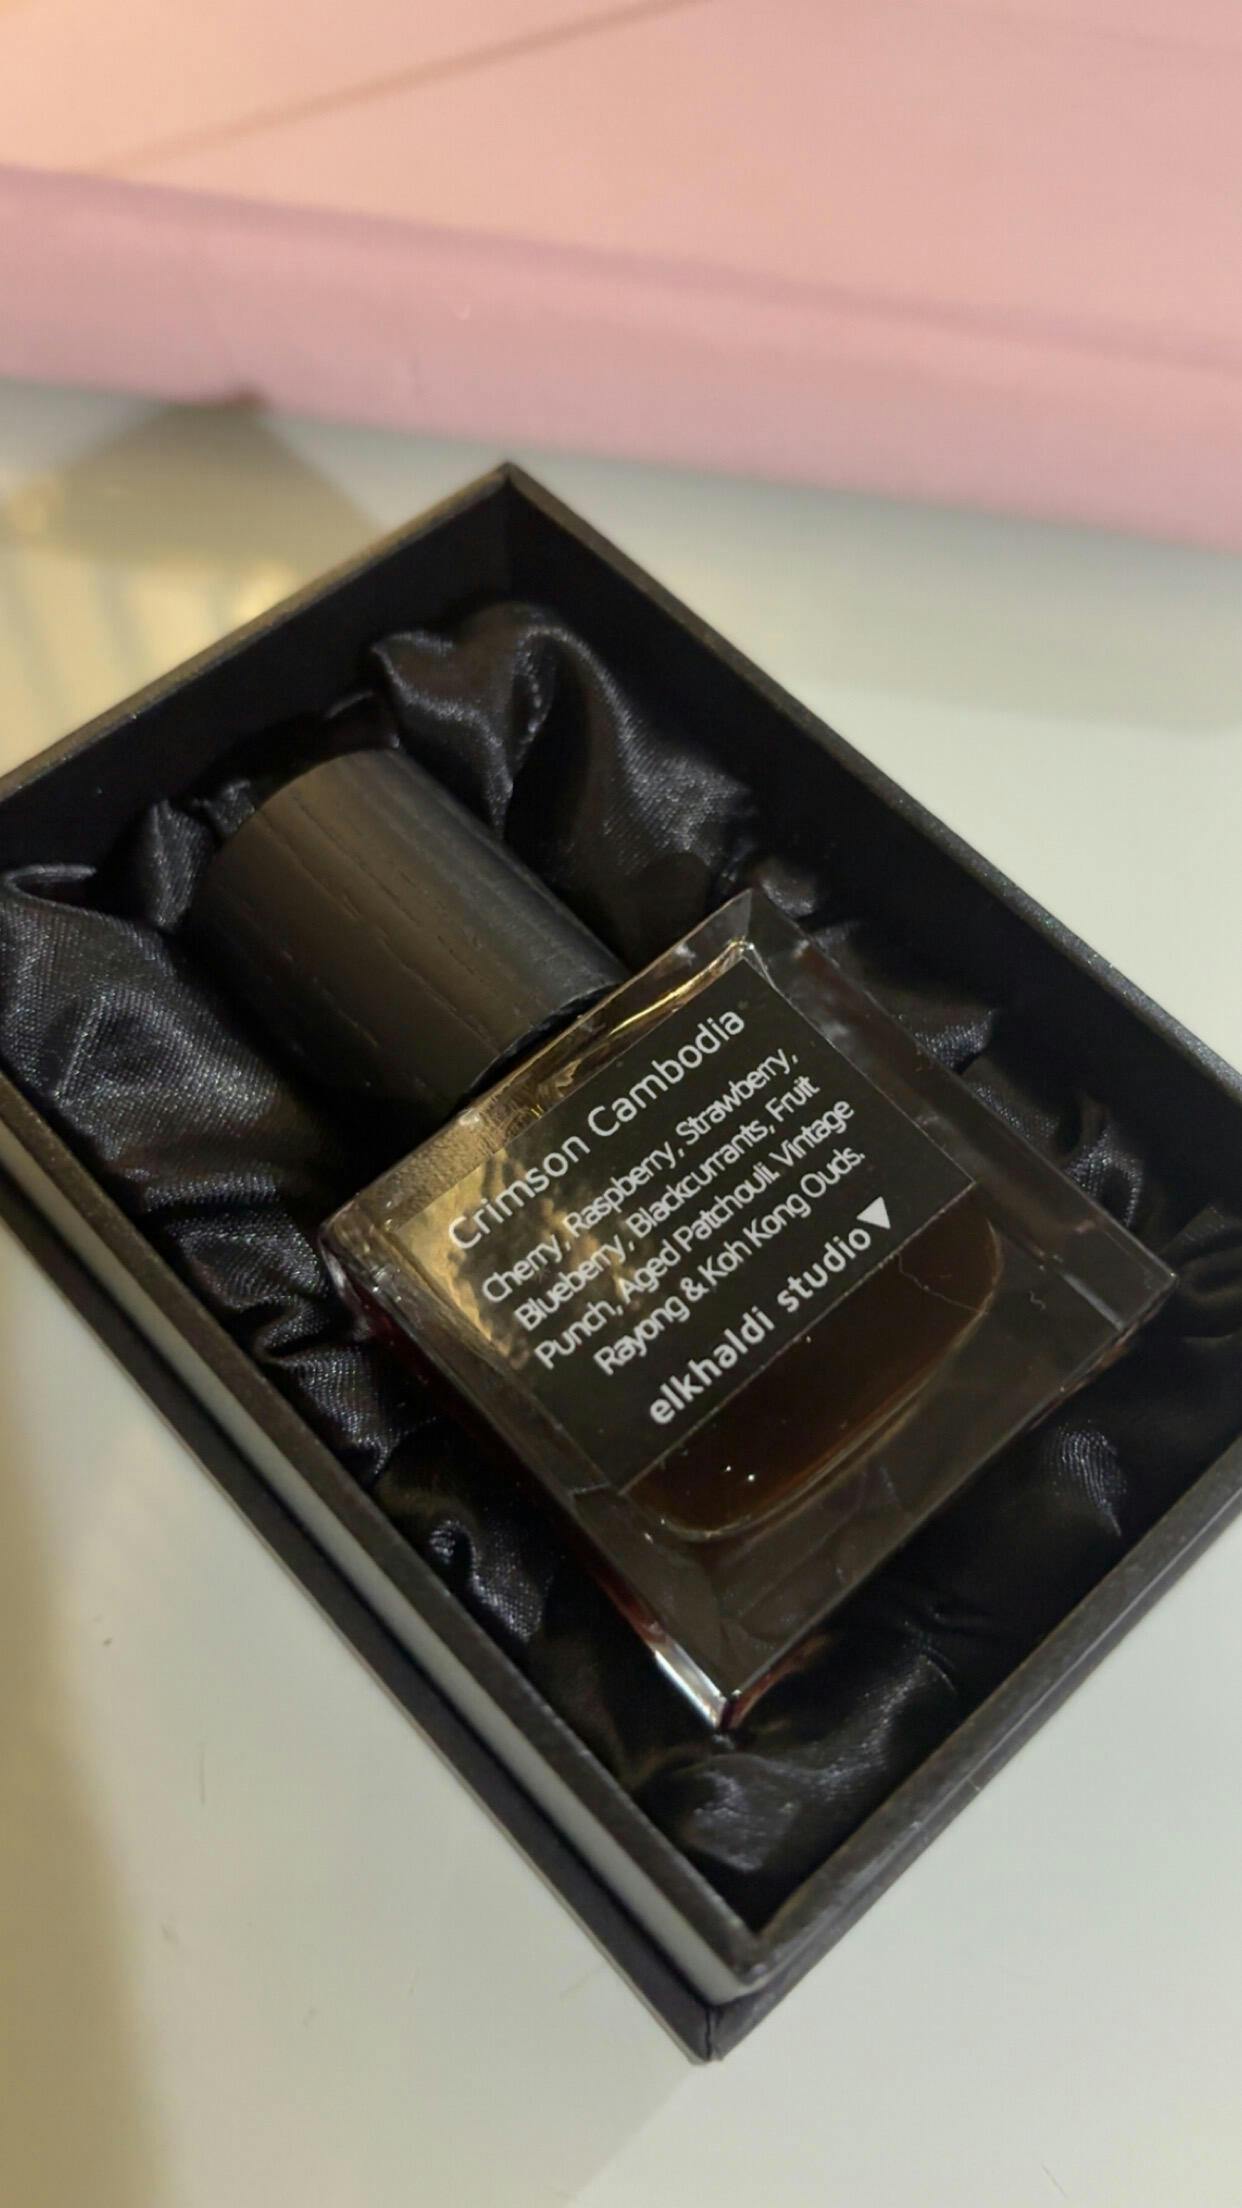 Crimson Cambodia
Cherry, Raspberry, Strawberry,
Blueberry, Blackcurrants, Fruit
Punch, Aged Patchouli. Vintage
Rayong & Koh Kong Ouds.
elkhaldi studio